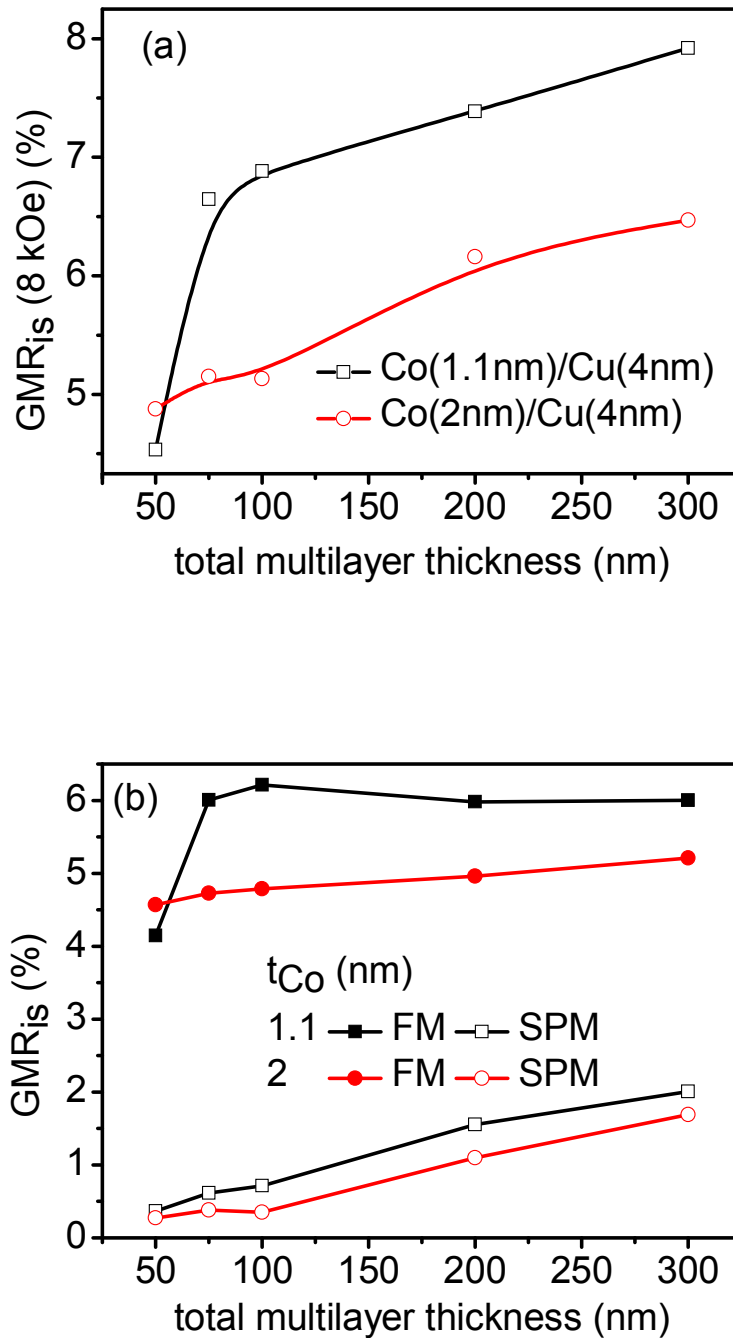 (a)
GMRis (8 kOe) (%)
8
7
6
5
Co(1.1nm)/Cu(4nm)
Co(2nm)/Cu(4nm)
50 100 150 200 250 300
total multilayer thickness (nm)
(b)
GMRis (%)
6
5
4
3
2
1
0
tCo (nm)
1.1 FM SPM
2 FM SPM
50 100 150 200 250 300
total multilayer thickness (nm)